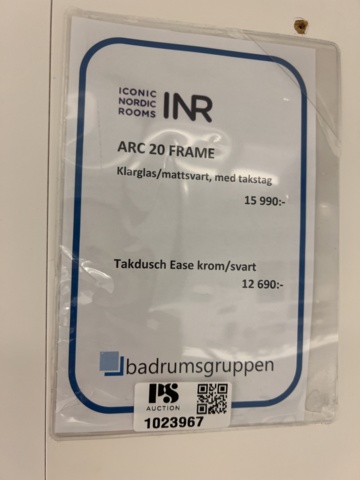 ICONIC
NORDIC
ROOMS
INR
ARC 20 FRAME
Klarglas/mattsvart, med takstag
15 990:-
Takdusch Ease krom/svart
12 690:-
badrumsgruppen
PS
AUCTION
1023967